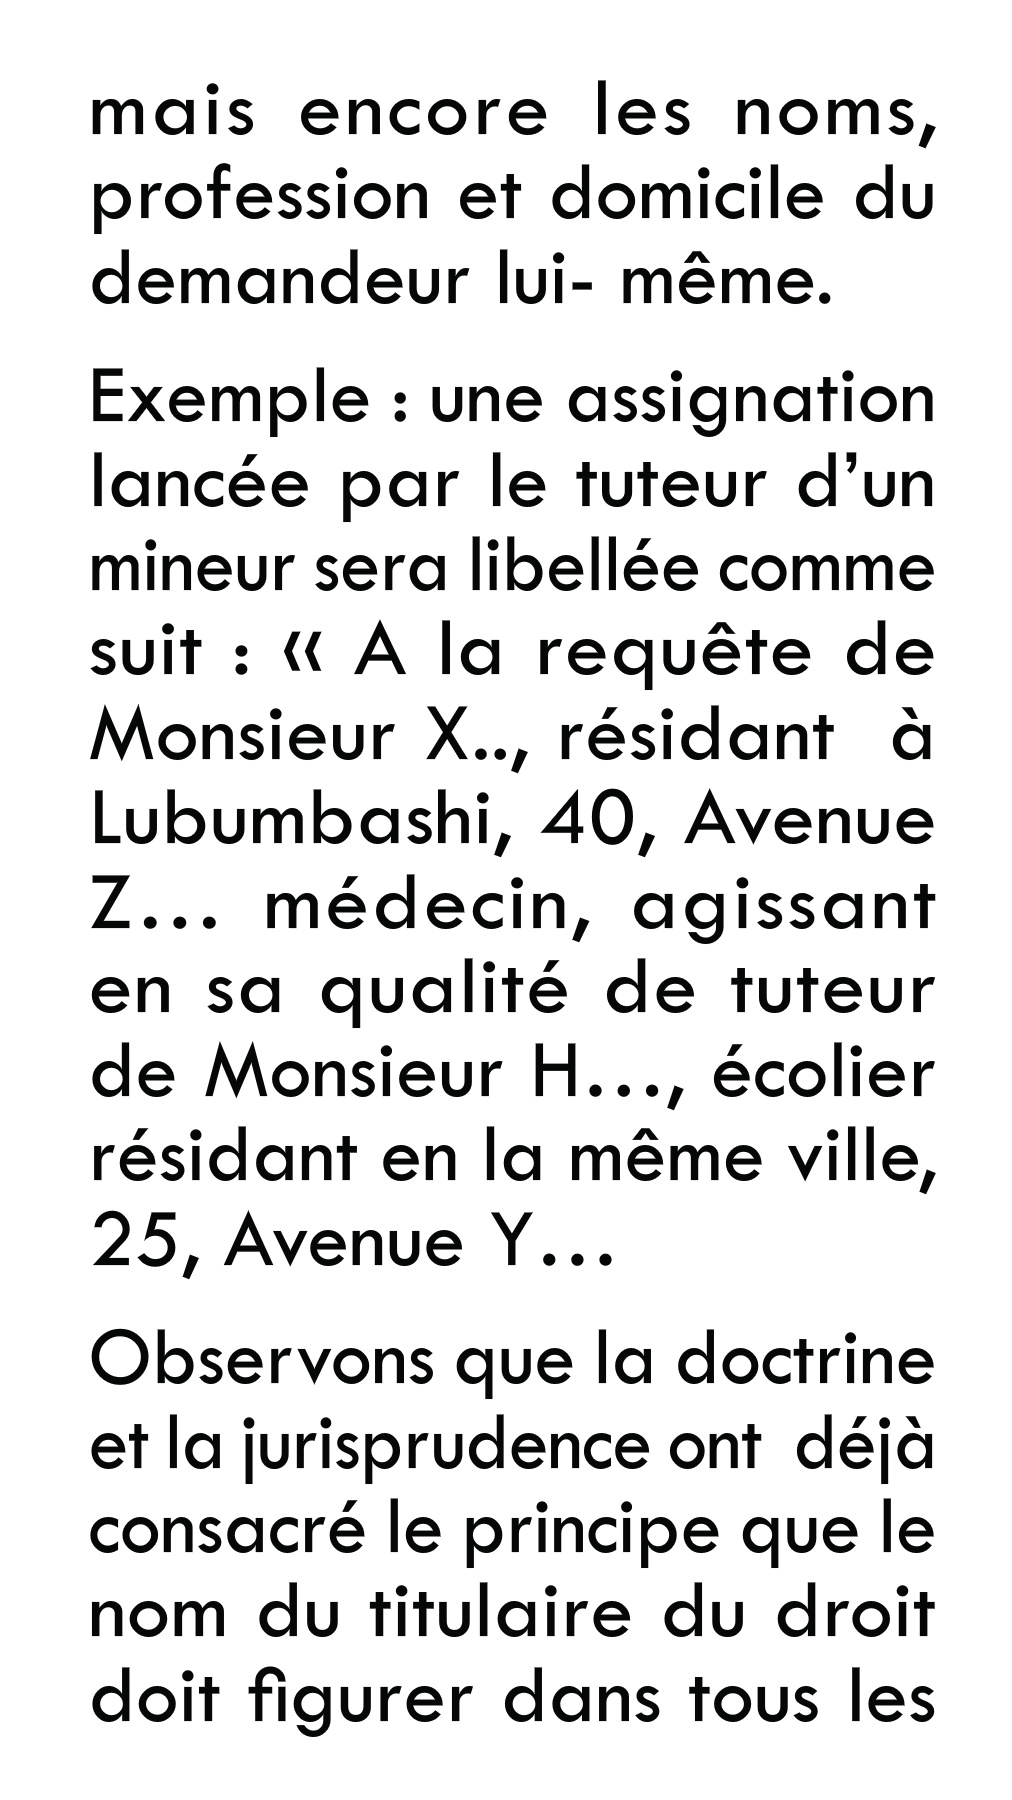 mais encore les noms,
profession et domicile du
demandeur lui- même.
Exemple : une assignation
lancée par le tuteur d’un
mineur sera libellée comme
suit : « A la requête de
Monsieur X.., résidant à
Lubumbashi, 40, Avenue
Z… médecin, agissant
en sa qualité de tuteur
de Monsieur H…, écolier
résidant en la même ville,
25, Avenue Y…
Observons que la doctrine
et la jurisprudence ont déjà
consacré le principe que le
nom du titulaire du droit
doit figurer dans tous les